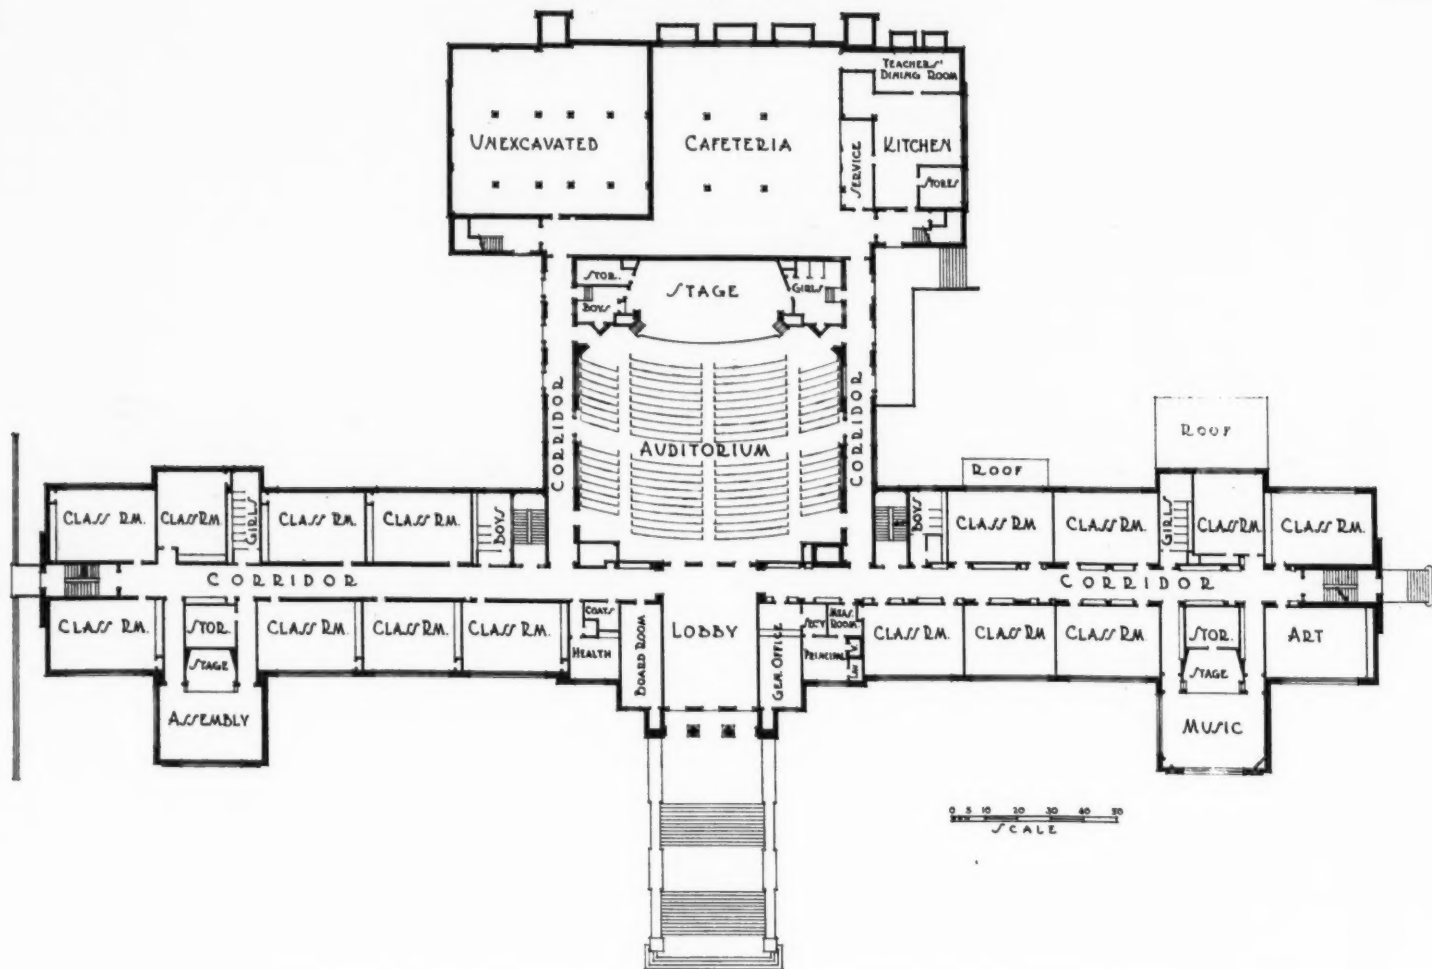 TEACHERS'
DINING ROOM
UNEXCAVATED
CAFETERIA
KITCHEN
SERVICE
STORES
STOR.
STAGE
GIRLS
BOYS
CORRIDOR
CORRIDOR
AUDITORIUM
ROOF
ROOF
CLASS RM.
CLASS RM.
GIRLS
CLASS RM.
CLASS RM.
BOYS
BOYS
CLASS RM.
CLASS RM.
GIRLS
CLASS RM.
CLASS RM.
CORRIDOR
CORRIDOR
CLASS RM.
STOR.
STAGE
CLASS RM.
CLASS RM.
CLASS RM.
COATS
HEALTH
BOARD ROOM
LOBBY
GEN. OFFICE
SECY
MEAS.
ROOM
PRINCIPAL
V.
CLASS RM.
CLASS RM.
CLASS RM.
STOR.
STAGE
ART
ASSEMBLY
MUSIC
0 5 10 20 30 40 50
SCALE